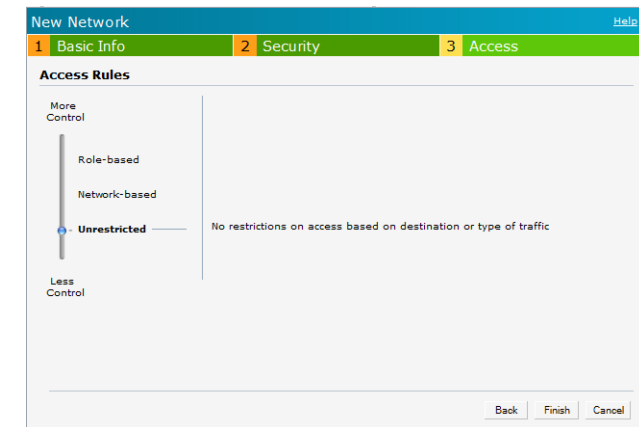 New Network
Help
1 Basic Info
2 Security
3 Access
Access Rules
More
Control
Role-based
Network-based
Unrestricted
No restrictions on access based on destination or type of traffic
Less
Control
Back
Finish
Cancel